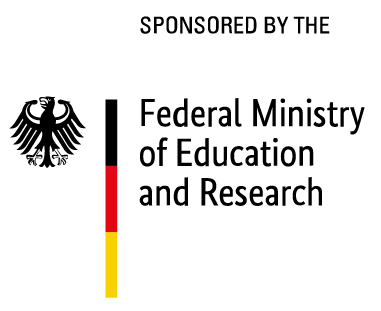 SPONSORED BY THE
Federal Ministry
of Education
and Research